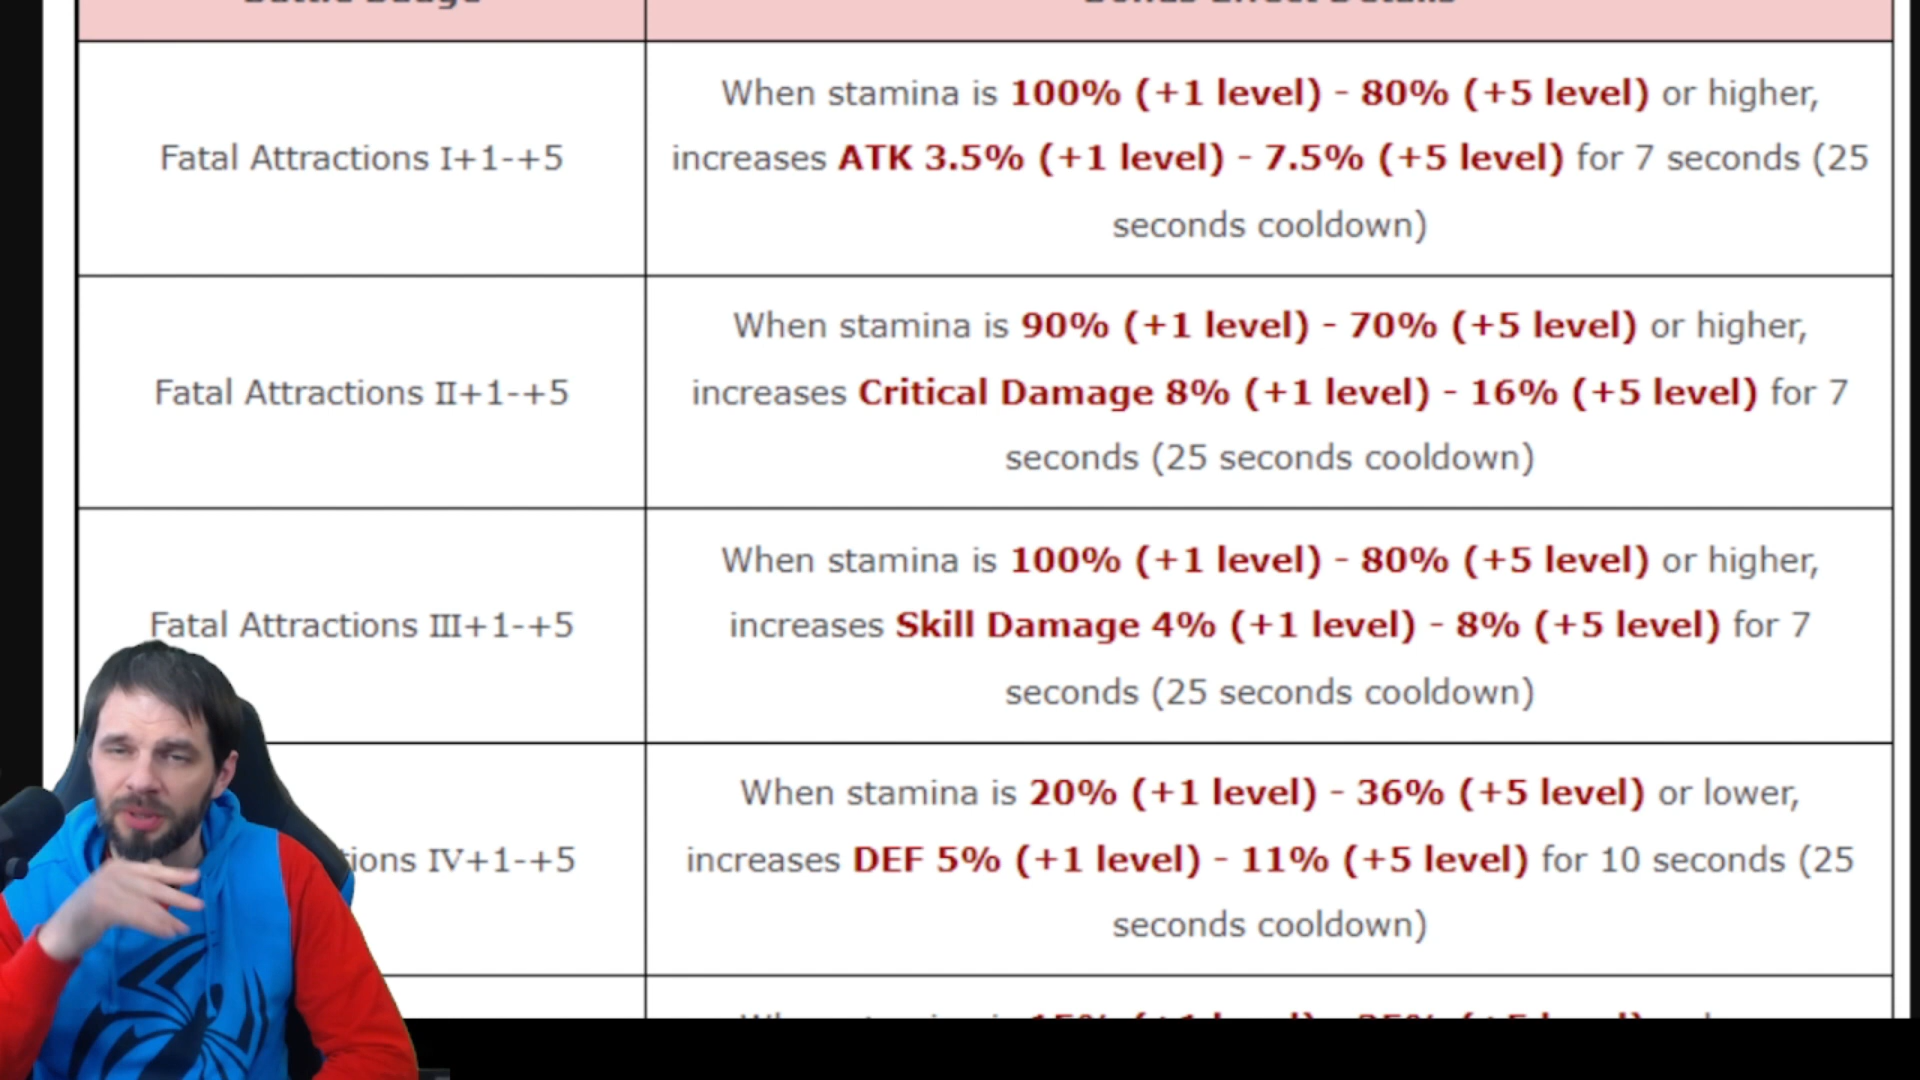 Battle Badge
Bonus Effect Details
Fatal Attractions I+1-+5
When stamina is 100% (+1 level) - 80% (+5 level) or higher,
increases ATK 3.5% (+1 level) - 7.5% (+5 level) for 7 seconds (25
seconds cooldown)
Fatal Attractions II+1-+5
When stamina is 90% (+1 level) - 70% (+5 level) or higher,
increases Critical Damage 8% (+1 level) - 16% (+5 level) for 7
seconds (25 seconds cooldown)
Fatal Attractions III+1-+5
When stamina is 100% (+1 level) - 80% (+5 level) or higher,
increases Skill Damage 4% (+1 level) - 8% (+5 level) for 7
seconds (25 seconds cooldown)
tions IV+1-+5
When stamina is 20% (+1 level) - 36% (+5 level) or lower,
increases DEF 5% (+1 level) - 11% (+5 level) for 10 seconds (25
seconds cooldown)